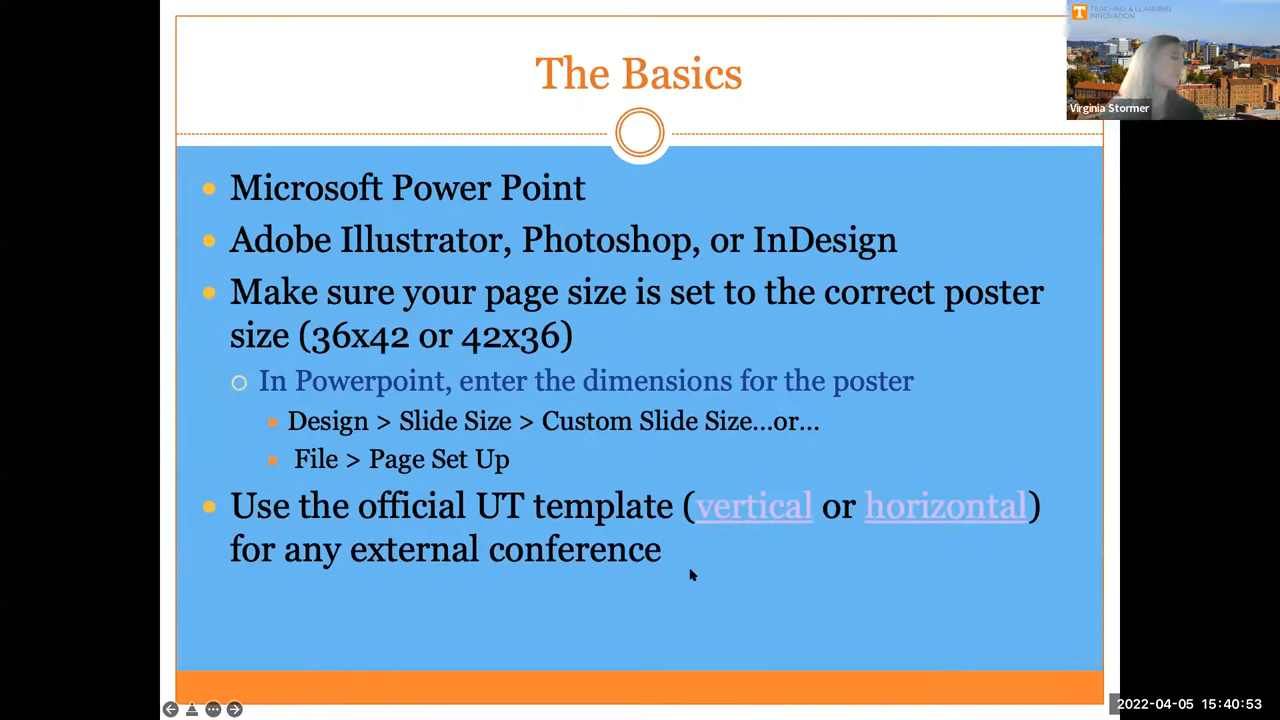 The Basics
Microsoft Power Point
Adobe Illustrator, Photoshop, or InDesign
Make sure your page size is set to the correct poster
size (36x42 or 42x36)
In Powerpoint, enter the dimensions for the poster
Design > Slide Size > Custom Slide Size...or...
File > Page Set Up
Use the official UT template (vertical or horizontal)
for any external conference
T TEACHING & LEARNING
INNOVATION
Virginia Stormer
2022-04-05 15:40:53